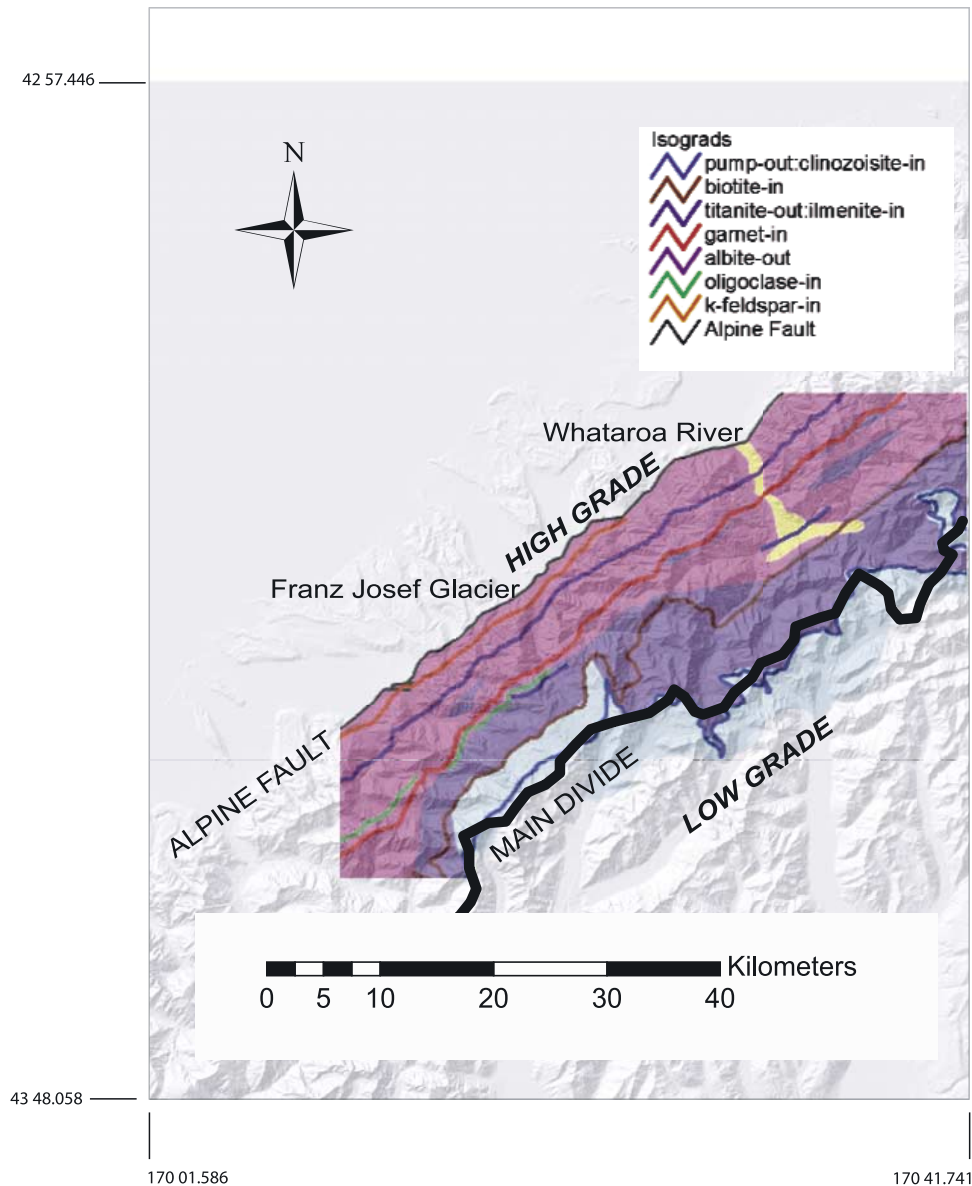 42 57.446
N
Isograds
pump-out:clinozoisite-in
biotite-in
titanite-out:ilmenite-in
garnet-in
albite-out
oligoclase-in
k-feldspar-in
Alpine Fault
Whataroa River
HIGH GRADE
Franz Josef Glacier
ALPINE FAULT
MAIN DIVIDE
LOW GRADE
Kilometers
0 5 10 20 30 40
43 48.058
170 01.586
170 41.741